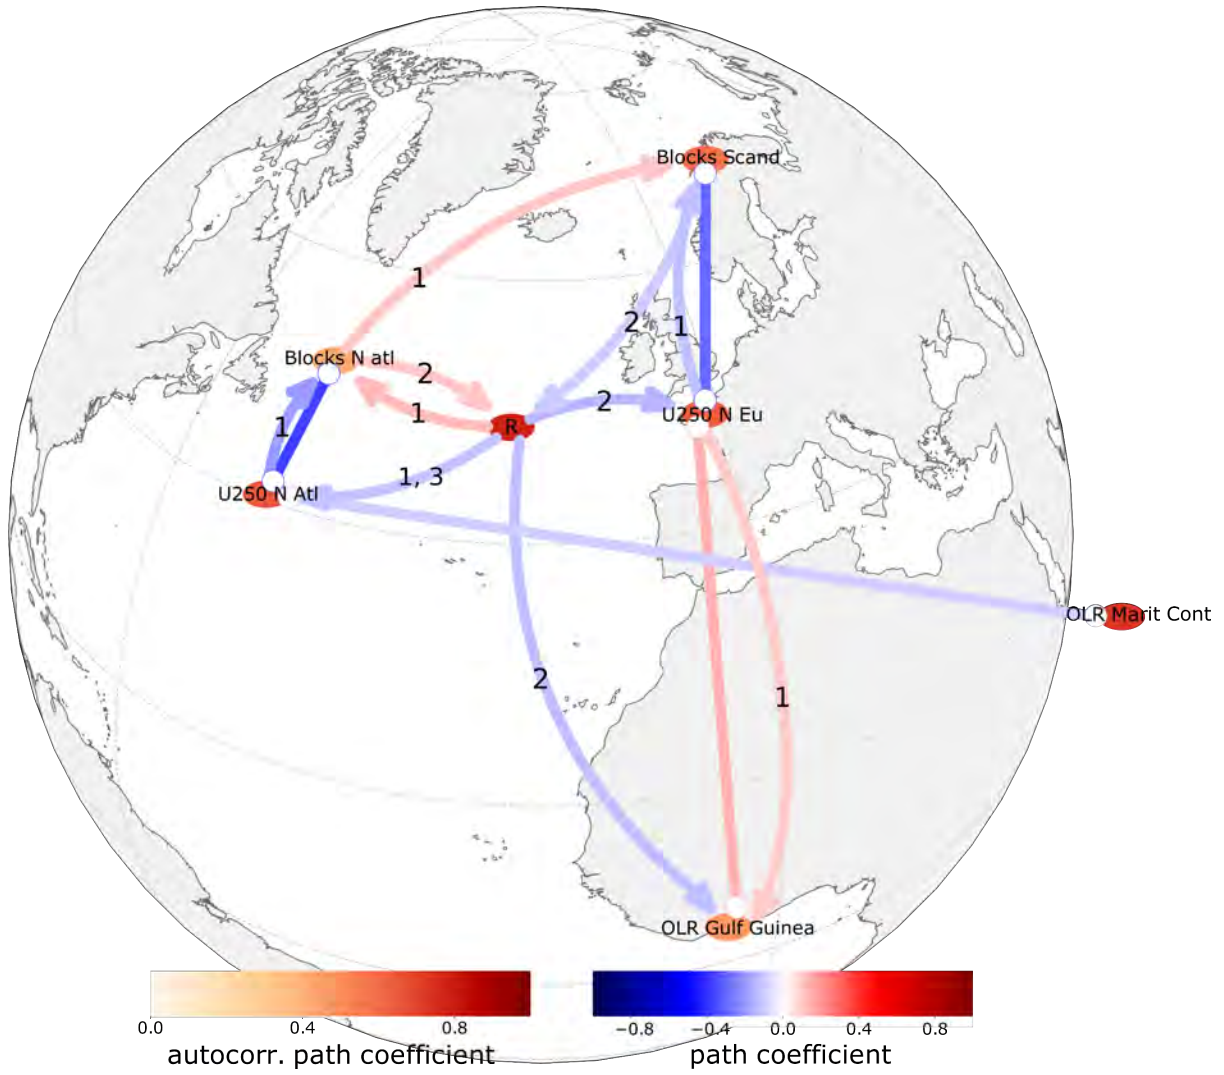 Blocks Scand
1
2
1
Blocks N atl
2
2
1
U250 N Eu
R
1
1, 3
U250 N Atl
OLR Marit Cont
2
1
OLR Gulf Guinea
0.0 0.4 0.8
−0.8 −0.4 0.0 0.4 0.8
autocorr. path coefficient
path coefficient